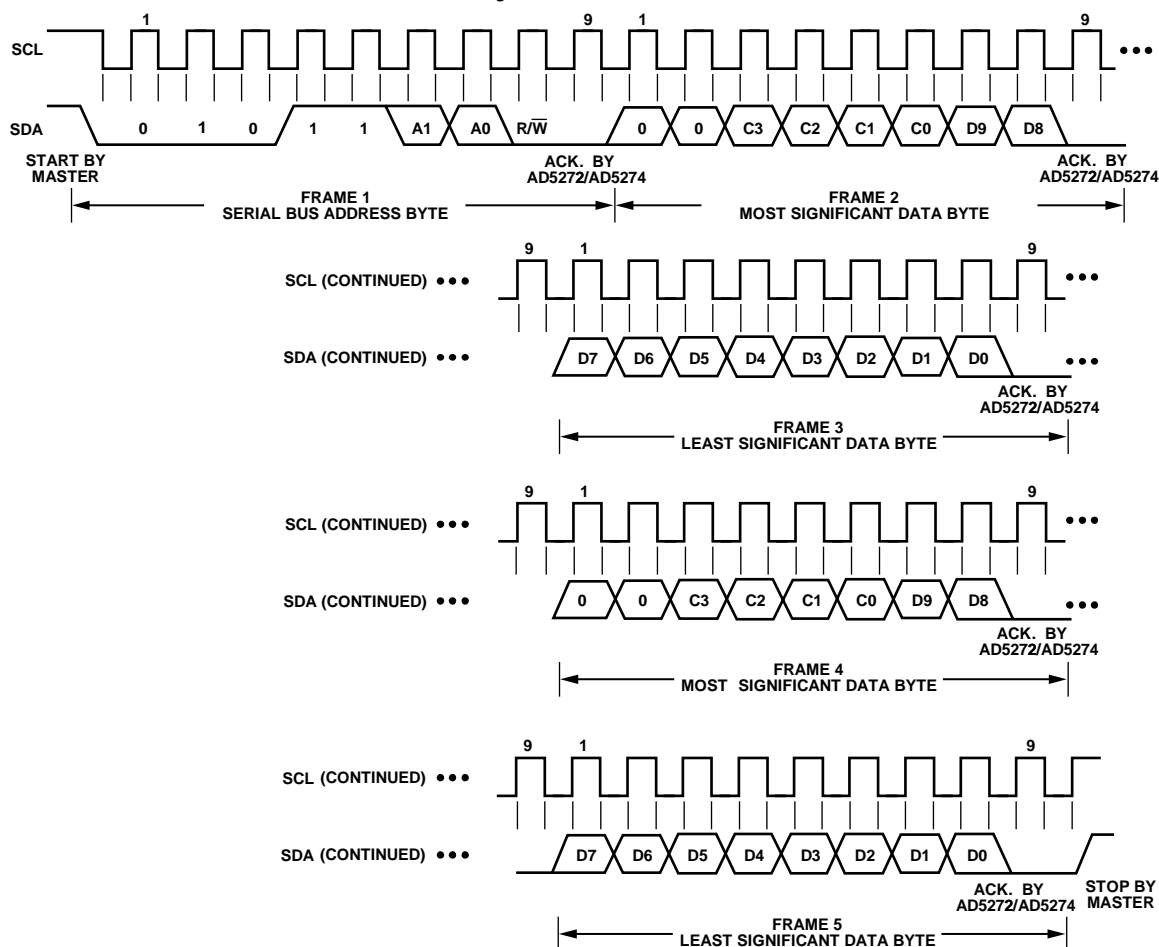 1 9 1 9
SCL
SDA 0 1 0 1 1 A1 A0 R/W 0 0 C3 C2 C1 C0 D9 D8
START BY MASTER
ACK. BY AD5272/AD5274
ACK. BY AD5272/AD5274
FRAME 1
SERIAL BUS ADDRESS BYTE
FRAME 2
MOST SIGNIFICANT DATA BYTE
9 1 9
SCL (CONTINUED)
SDA (CONTINUED) D7 D6 D5 D4 D3 D2 D1 D0
ACK. BY
AD5272/AD5274
FRAME 3
LEAST SIGNIFICANT DATA BYTE
9 1 9
SCL (CONTINUED)
SDA (CONTINUED) 0 0 C3 C2 C1 C0 D9 D8
ACK. BY
AD5272/AD5274
FRAME 4
MOST SIGNIFICANT DATA BYTE
9 1 9
SCL (CONTINUED)
SDA (CONTINUED) D7 D6 D5 D4 D3 D2 D1 D0
ACK. BY
AD5272/AD5274
STOP BY
MASTER
FRAME 5
LEAST SIGNIFICANT DATA BYTE